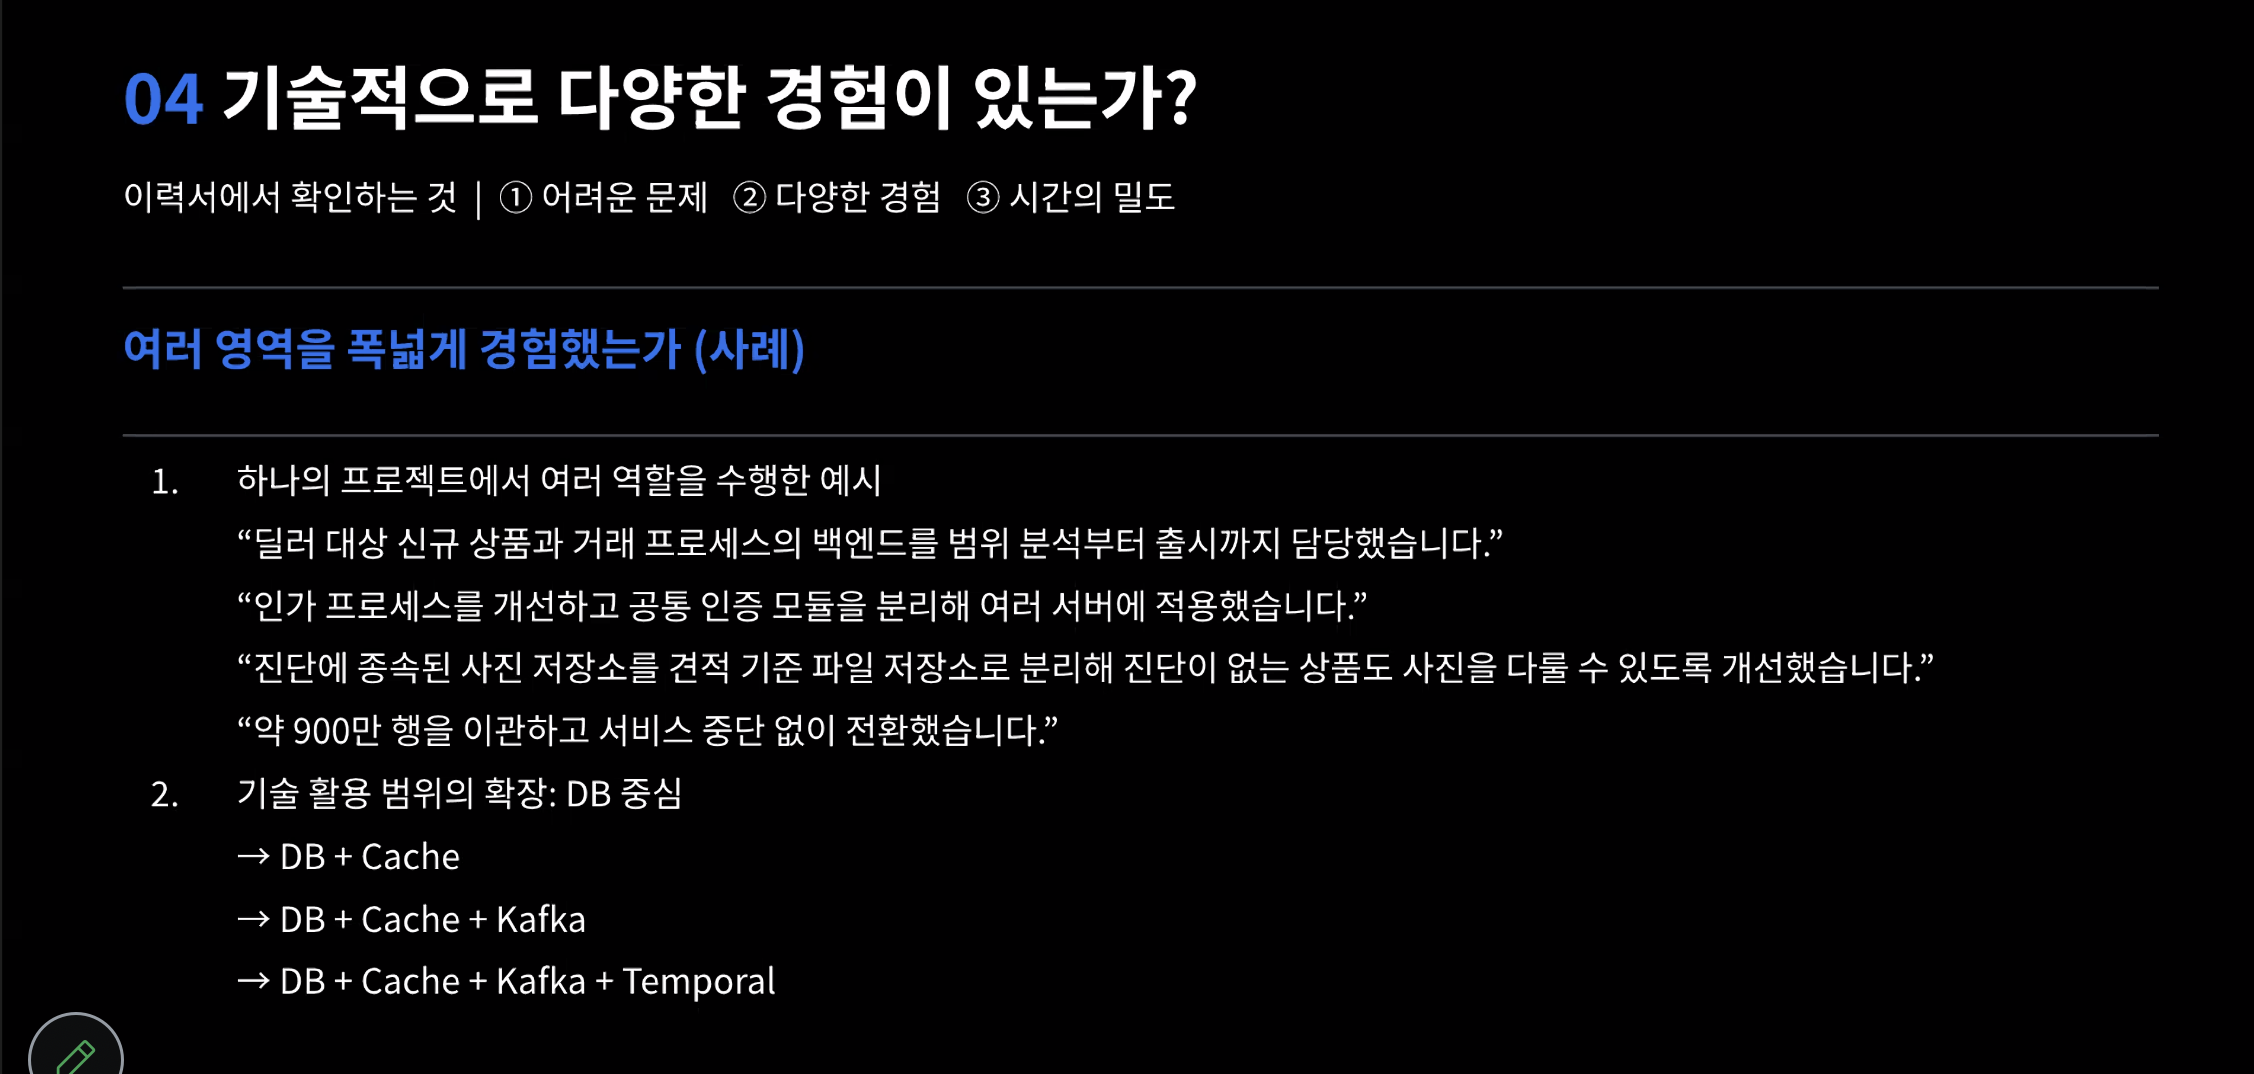 04 기술적으로 다양한 경험이 있는가?
이력서에서 확인하는 것 | ① 어려운 문제 ② 다양한 경험 ③ 시간의 밀도
여러 영역을 폭넓게 경험했는가 (사례)
1. 하나의 프로젝트에서 여러 역할을 수행한 예시
“딜러 대상 신규 상품과 거래 프로세스의 백엔드를 범위 분석부터 출시까지 담당했습니다.”
“인가 프로세스를 개선하고 공통 인증 모듈을 분리해 여러 서버에 적용했습니다.”
“진단에 종속된 사진 저장소를 견적 기준 파일 저장소로 분리해 진단이 없는 상품도 사진을 다룰 수 있도록 개선했습니다.”
“약 900만 행을 이관하고 서비스 중단 없이 전환했습니다.”
2. 기술 활용 범위의 확장: DB 중심
→ DB + Cache
→ DB + Cache + Kafka
→ DB + Cache + Kafka + Temporal